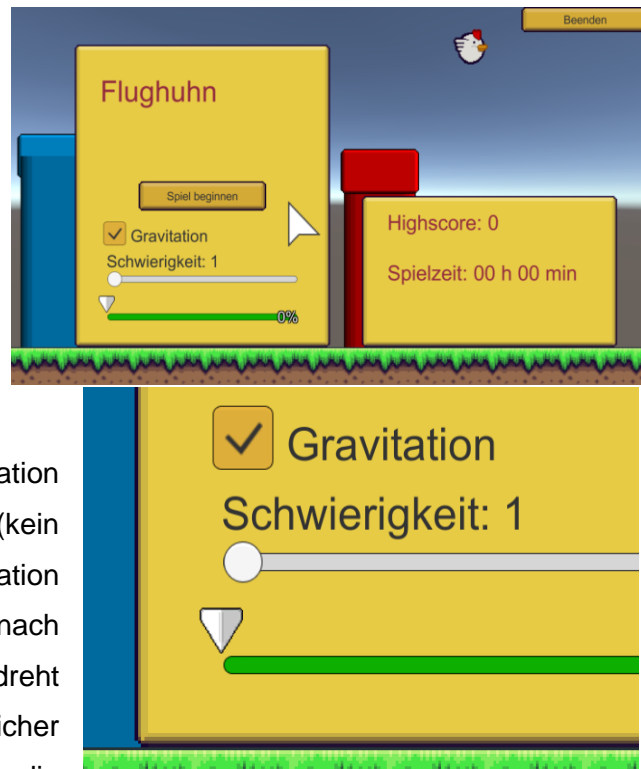 Beenden
Flughuhn
Spiel beginnen
Gravitation
Schwierigkeit: 1
0%
Highscore: 0
Spielzeit: 00 h 00 min
Gravitation
Schwierigkeit: 1
ation
(kein
ation
nach
dreht
icher